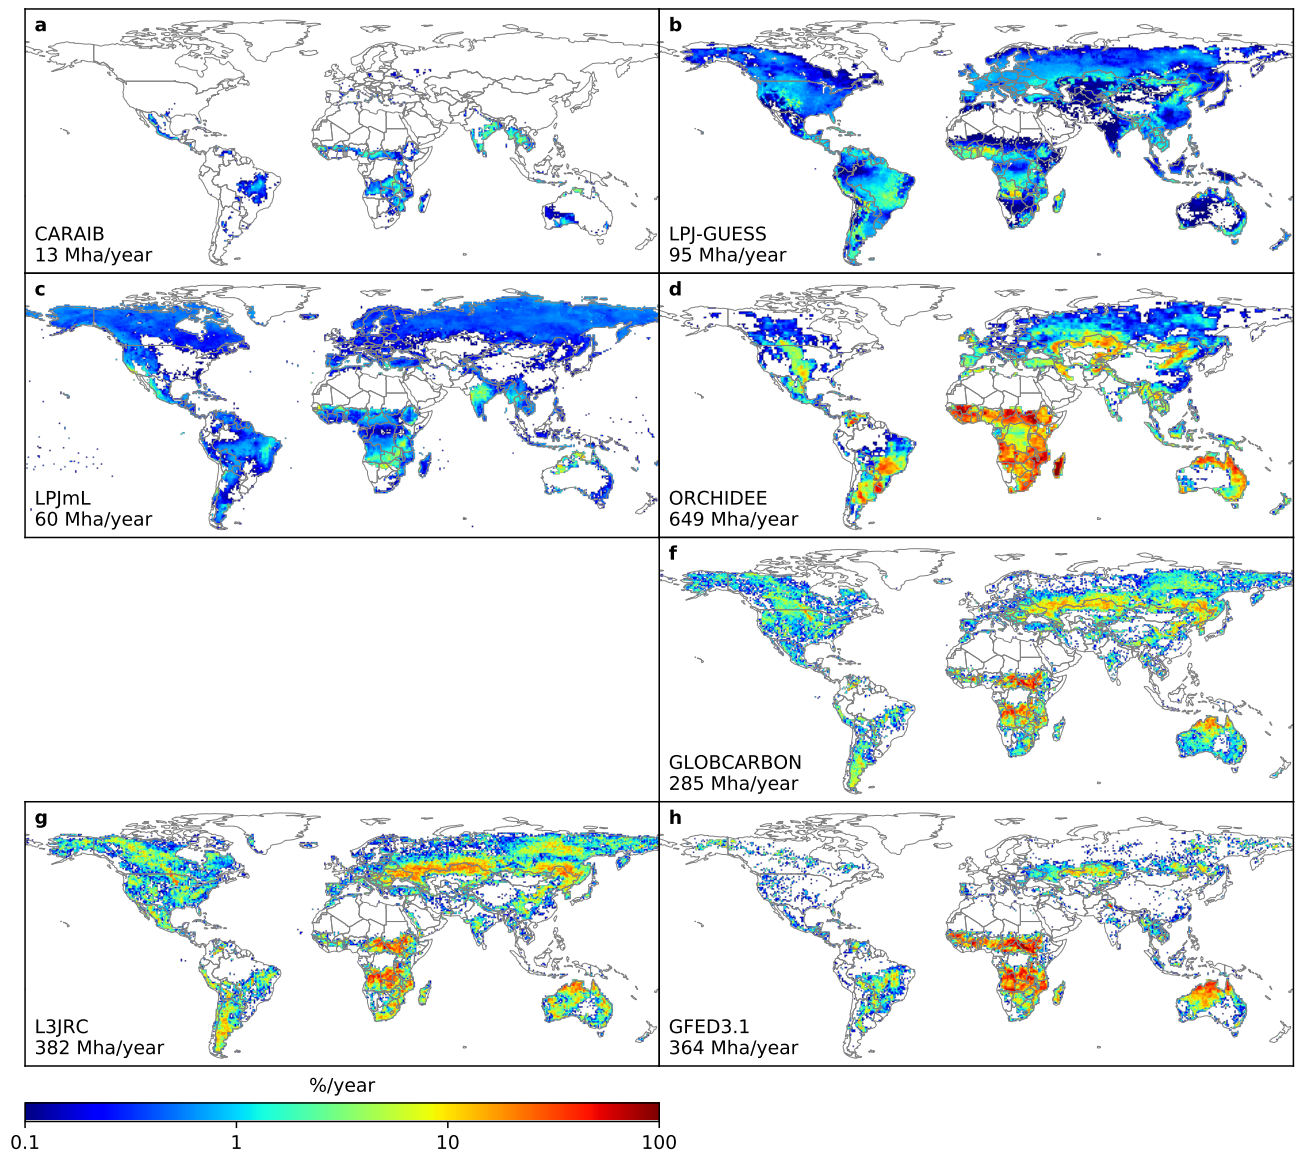 a
CARAIB
13 Mha/year
b
LPJ-GUESS
95 Mha/year
c
LPJmL
60 Mha/year
d
ORCHIDEE
649 Mha/year
f
GLOBCARBON
285 Mha/year
g
L3JRC
382 Mha/year
h
GFED3.1
364 Mha/year
%/year
0.1 1 10 100